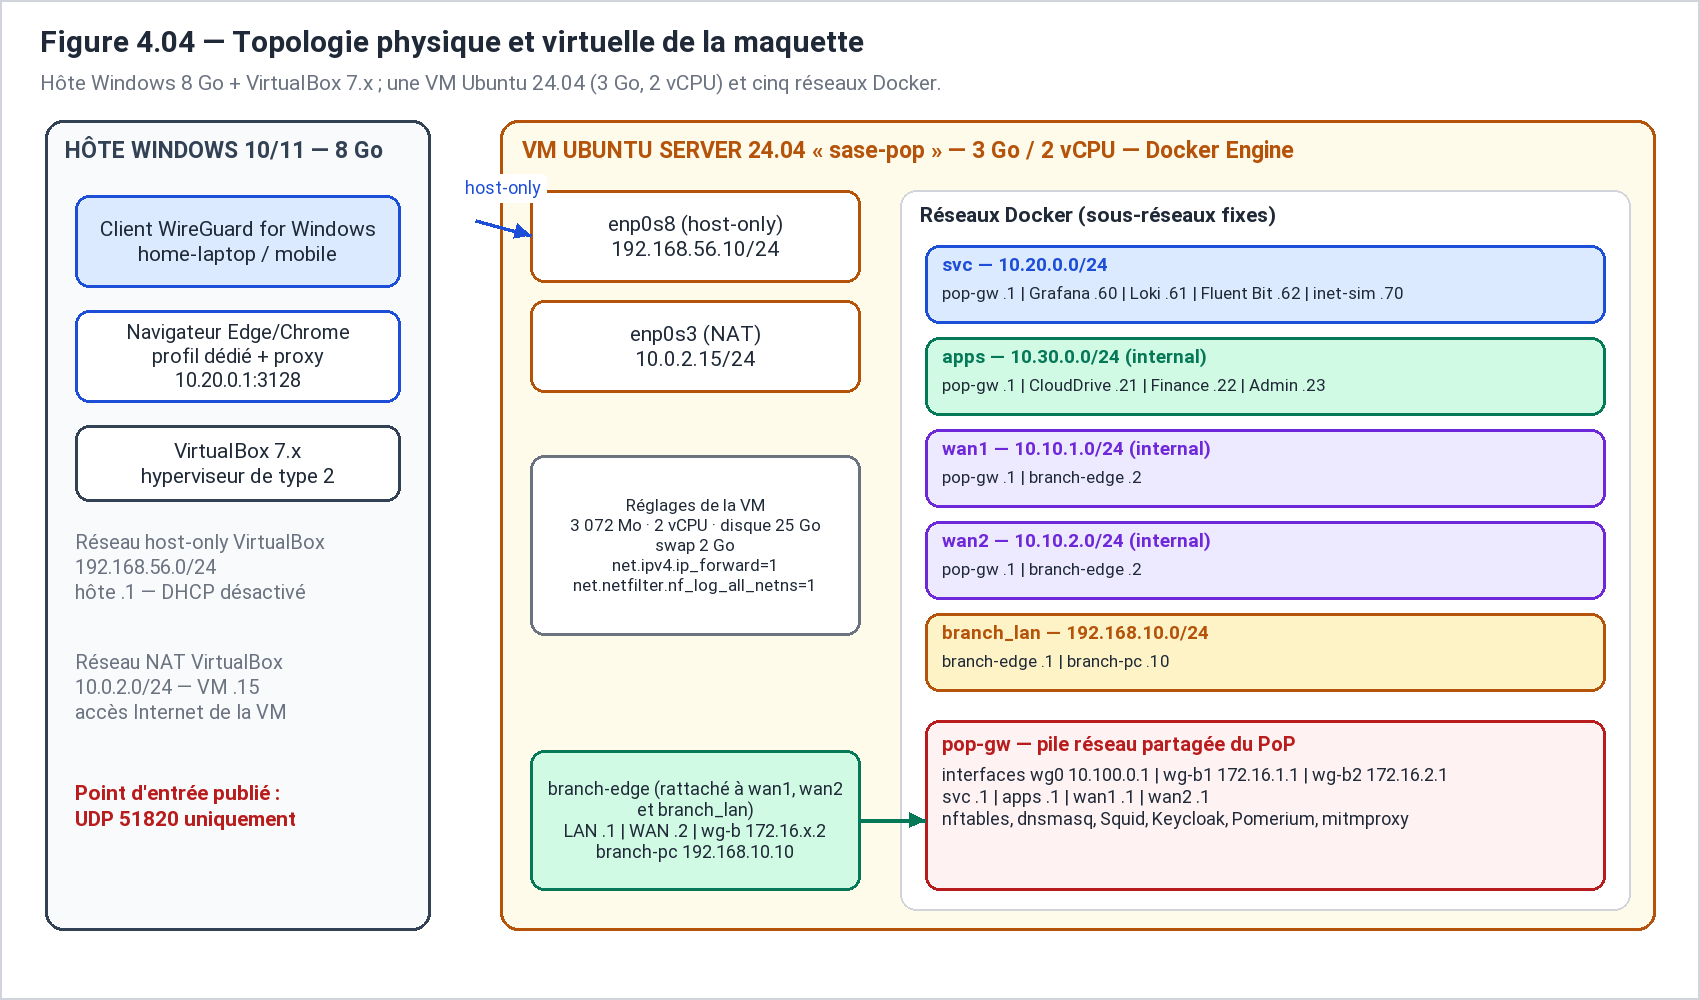 Figure 4.04 — Topologie physique et virtuelle de la maquette
Hôte Windows 8 Go + VirtualBox 7.x ; une VM Ubuntu 24.04 (3 Go, 2 vCPU) et cinq réseaux Docker.
HÔTE WINDOWS 10/11 — 8 Go
Client WireGuard for Windows
home-laptop / mobile
Navigateur Edge/Chrome
profil dédié + proxy
10.20.0.1:3128
VirtualBox 7.x
hyperviseur de type 2
Réseau host-only VirtualBox
192.168.56.0/24
hôte .1 — DHCP désactivé
Réseau NAT VirtualBox
10.0.2.0/24 — VM .15
accès Internet de la VM
Point d'entrée publié :
UDP 51820 uniquement
host-only
VM UBUNTU SERVER 24.04 « sase-pop » — 3 Go / 2 vCPU — Docker Engine
enp0s8 (host-only)
192.168.56.10/24
enp0s3 (NAT)
10.0.2.15/24
Réglages de la VM
3 072 Mo · 2 vCPU · disque 25 Go
swap 2 Go
net.ipv4.ip_forward=1
net.netfilter.nf_log_all_netns=1
branch-edge (rattaché à wan1, wan2
et branch_lan)
LAN .1 | WAN .2 | wg-b 172.16.x.2
branch-pc 192.168.10.10
Réseaux Docker (sous-réseaux fixes)
svc — 10.20.0.0/24
pop-gw .1 | Grafana .60 | Loki .61 | Fluent Bit .62 | inet-sim .70
apps — 10.30.0.0/24 (internal)
pop-gw .1 | CloudDrive .21 | Finance .22 | Admin .23
wan1 — 10.10.1.0/24 (internal)
pop-gw .1 | branch-edge .2
wan2 — 10.10.2.0/24 (internal)
pop-gw .1 | branch-edge .2
branch_lan — 192.168.10.0/24
branch-edge .1 | branch-pc .10
pop-gw — pile réseau partagée du PoP
interfaces wg0 10.100.0.1 | wg-b1 172.16.1.1 | wg-b2 172.16.2.1
svc .1 | apps .1 | wan1 .1 | wan2 .1
nftables, dnsmasq, Squid, Keycloak, Pomerium, mitmproxy